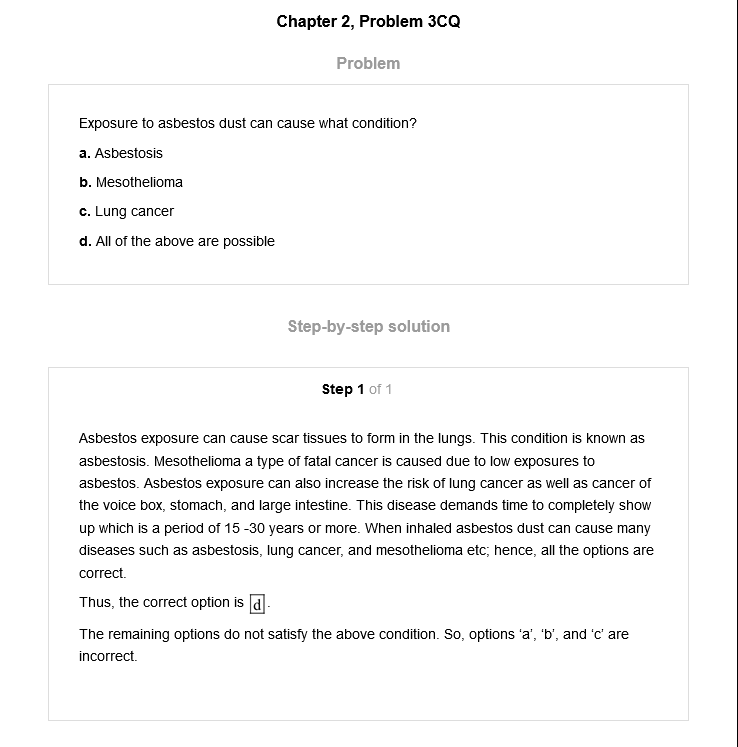 Chapter 2, Problem 3CQ
Problem
Exposure to asbestos dust can cause what condition?
a. Asbestosis
b. Mesothelioma
c. Lung cancer
d. All of the above are possible
Step-by-step solution
Step 1 of 1
Asbestos exposure can cause scar tissues to form in the lungs. This condition is known as
asbestosis. Mesothelioma a type of fatal cancer is caused due to low exposures to
asbestos. Asbestos exposure can also increase the risk of lung cancer as well as cancer of
the voice box, stomach, and large intestine. This disease demands time to completely show
up which is a period of 15 -30 years or more. When inhaled asbestos dust can cause many
diseases such as asbestosis, lung cancer, and mesothelioma etc; hence, all the options are
correct.
Thus, the correct option is d.
The remaining options do not satisfy the above condition. So, options ‘a’, ‘b’, and ‘c’ are
incorrect.